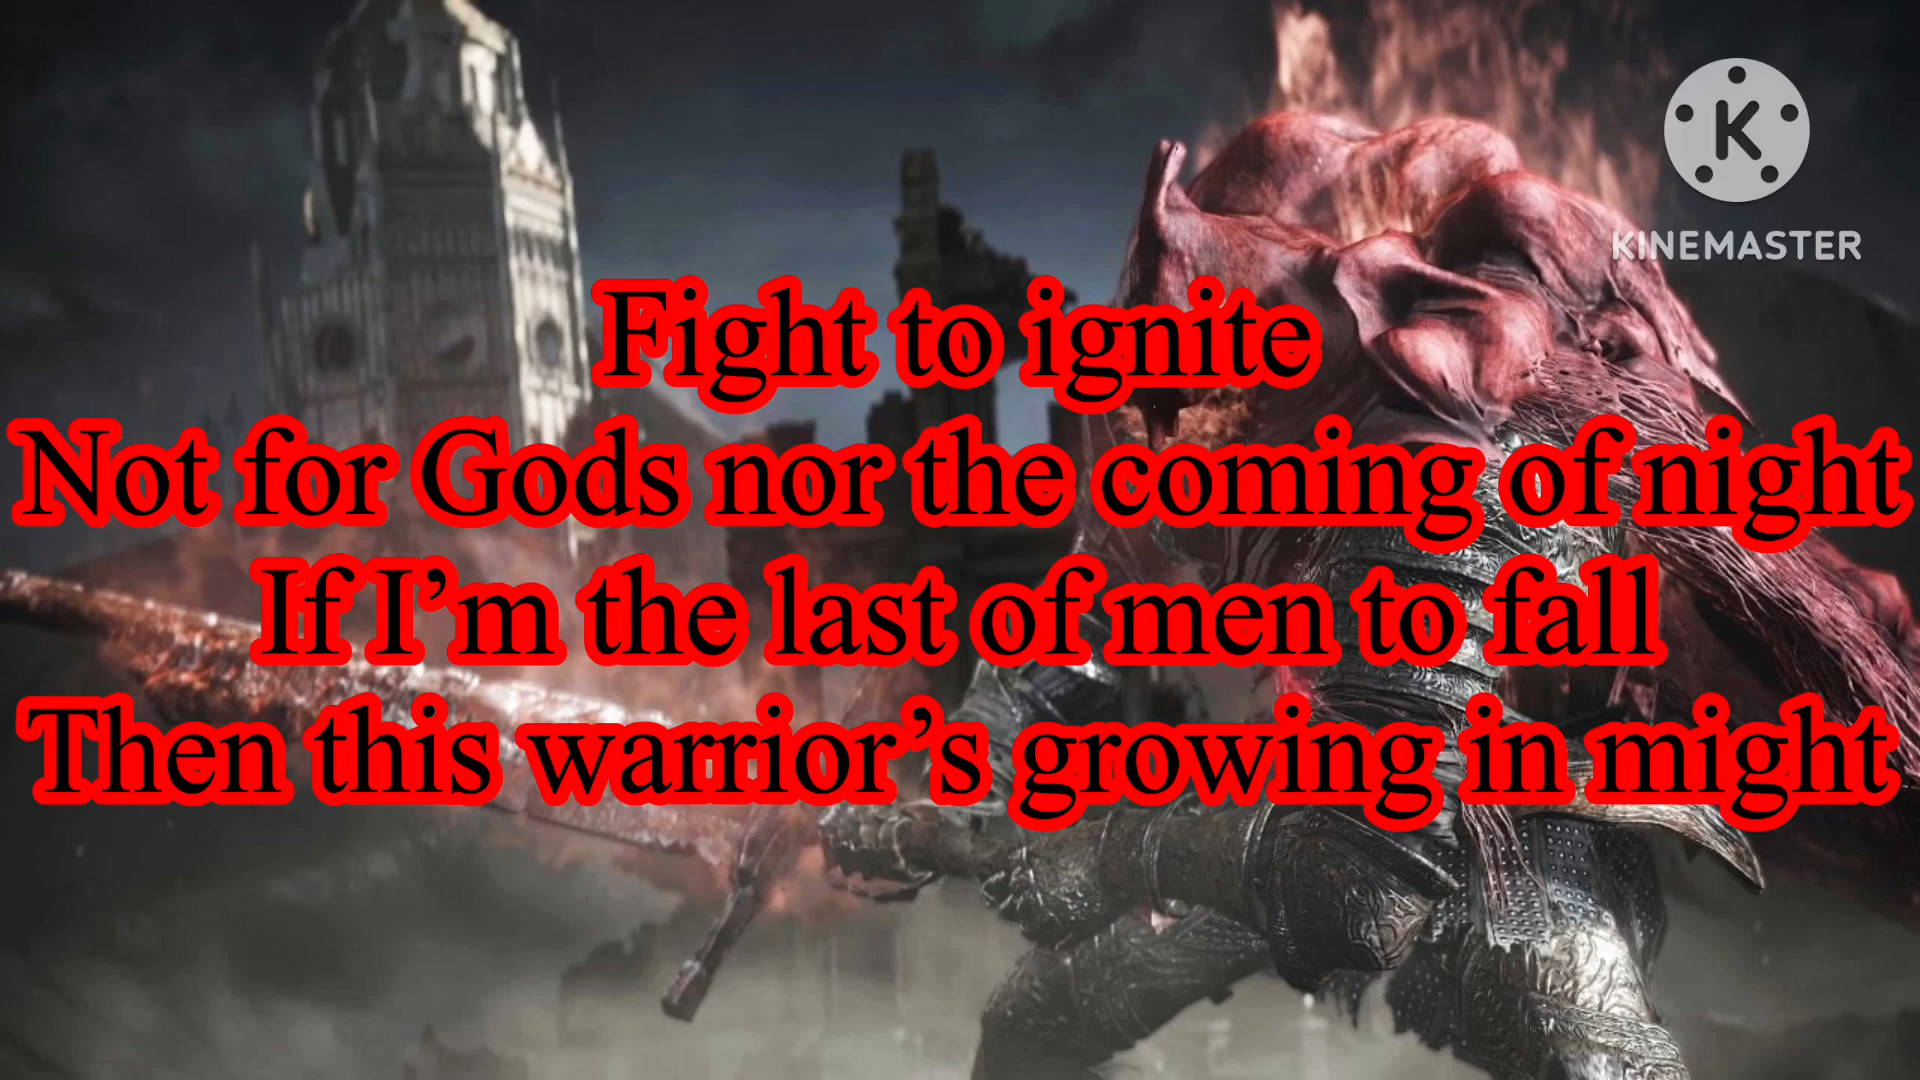 K
KINEMASTER
Fight to ignite
Not for Gods nor the coming of night
If I’m the last of men to fall
Then this warrior’s growing in might